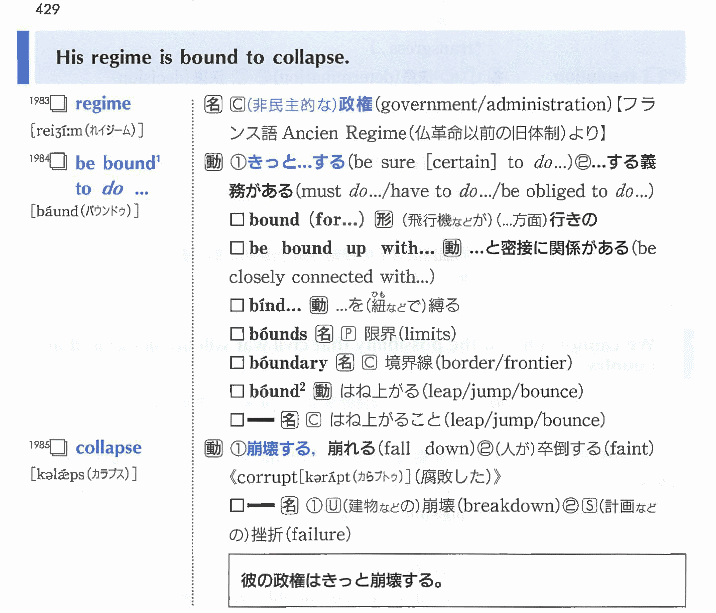 429
His regime is bound to collapse.
1983□ regime
[reiʒíːm(れイジーム)]
名 C(非民主的な)政権(government/administration)【フラ
ンス語 Ancien Regime(仏革命以前の旧体制)より】
1984□ be bound¹
to do ...
[báund(バウンドゥ)]
動 ①きっと…する(be sure [certain] to do...)②…する義
務がある(must do.../have to do.../be obliged to do...)
□ bound (for...) 形 (飛行機などが)(…方面)行きの
□ be bound up with... 動 …と密接に関係がある(be
closely connected with...)
□ bínd... 動 …を(紐などで)縛る
□ bóunds 名 P 限界(limits)
□ bóundary 名 C 境界線(border/frontier)
□ bóund² 動 はね上がる(leap/jump/bounce)
□━ 名 C はね上がること(leap/jump/bounce)
1985□ collapse
[kəlǽps(カラプス)]
動 ①崩壊する,崩れる(fall down)②(人が)卒倒する(faint)
《corrupt[kərʌ́pt(カらプトゥ)](腐敗した)》
□━ 名 ①U(建物などの)崩壊(breakdown)②S(計画など
の)挫折(failure)
彼の政権はきっと崩壊する。